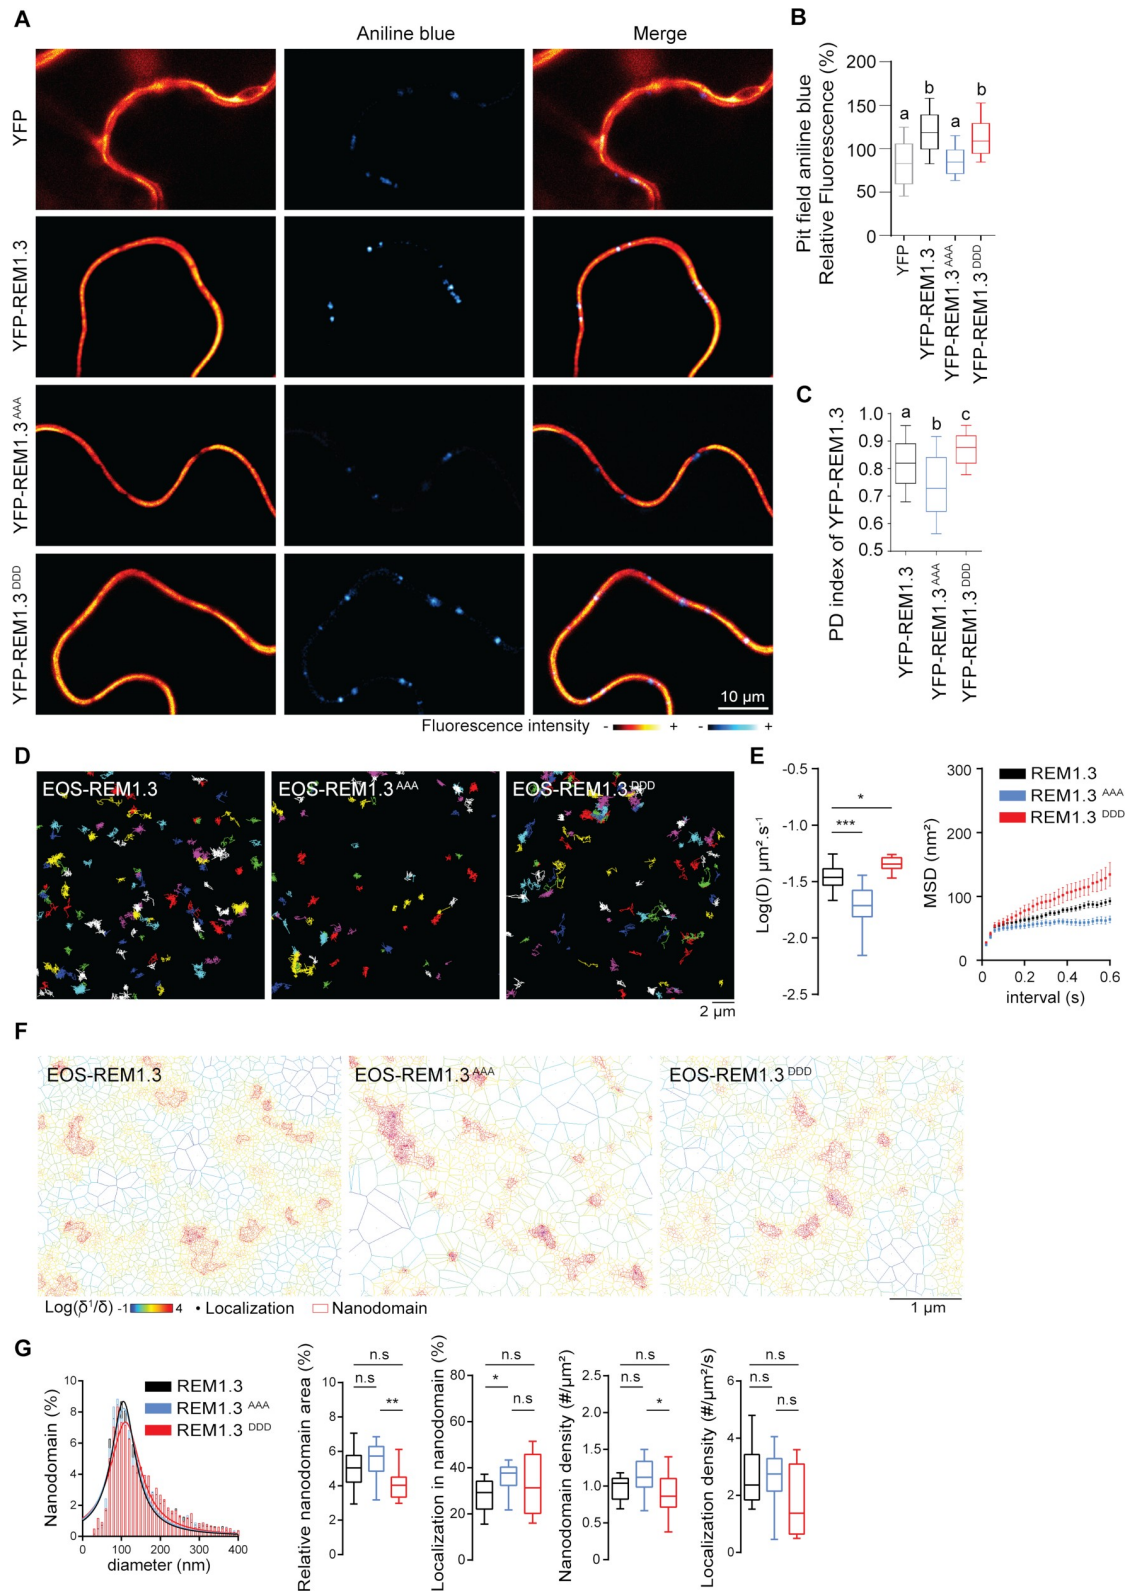 A
Aniline blue
Merge
YFP
YFP-REM1.3
YFP-REM1.3 AAA
YFP-REM1.3 DDD
10 µm
Fluorescence intensity - + - +
B
Pit field aniline blue
Relative Fluorescence (%)
200
150
100
50
0
a
b
a
b
YFP
YFP-REM1.3
YFP-REM1.3 AAA
YFP-REM1.3 DDD
C
PD index of YFP-REM1.3
1.0
0.9
0.8
0.7
0.6
0.5
a
b
c
YFP-REM1.3
YFP-REM1.3 AAA
YFP-REM1.3 DDD
D
EOS-REM1.3
EOS-REM1.3 AAA
EOS-REM1.3 DDD
2 µm
E
Log(D) µm².s⁻¹
-0.5
-1.0
-1.5
-2.0
-2.5
*
***
MSD (nm²)
300
200
100
0
0
0.2
0.4
0.6
interval (s)
REM1.3
REM1.3 AAA
REM1.3 DDD
F
EOS-REM1.3
EOS-REM1.3 AAA
EOS-REM1.3 DDD
Log(δ¹/δ) -1 4 • Localization Nanodomain
1 µm
G
Nanodomain (%)
10
8
6
4
2
0
0 100 200 300 400
diameter (nm)
REM1.3
REM1.3 AAA
REM1.3 DDD
Relative nanodomain area (%)
10
8
6
4
2
0
n.s
n.s
**
Localization in nanodomain (%)
80
60
40
20
0
n.s
*
n.s
Nanodomain density (#/µm²)
2.5
2.0
1.5
1.0
0.5
0
n.s
n.s
*
Localization density (#/µm²/s)
6
4
2
0
n.s
n.s
n.s